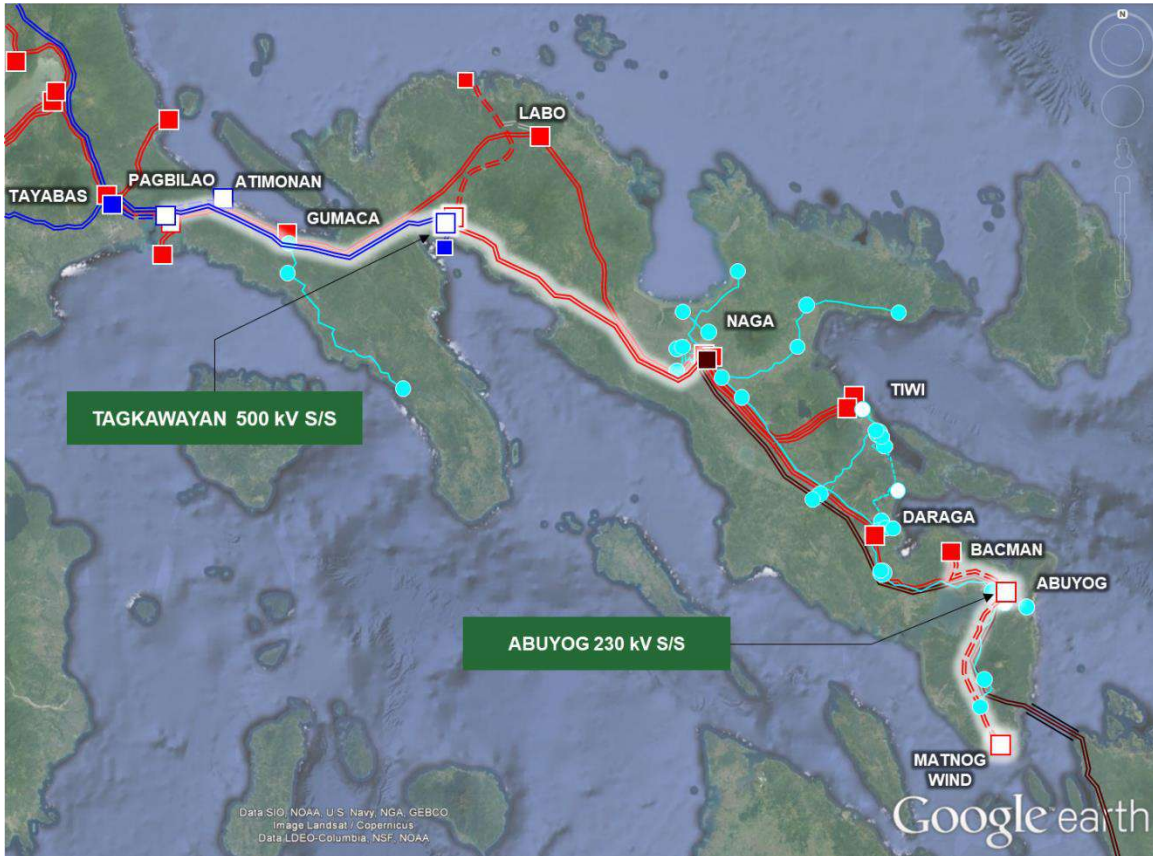 N
LABO
TAYABAS
PAGBILAO
ATIMONAN
GUMACA
NAGA
TIWI
TAGKAWAYAN 500 kV S/S
DARAGA
BACMAN
ABUYOG
ABUYOG 230 kV S/S
MATNOG
WIND
Data SIO, NOAA, U.S. Navy, NGA, GEBCO
Image Landsat / Copernicus
Data LDEO-Columbia, NSF, NOAA
Google earth